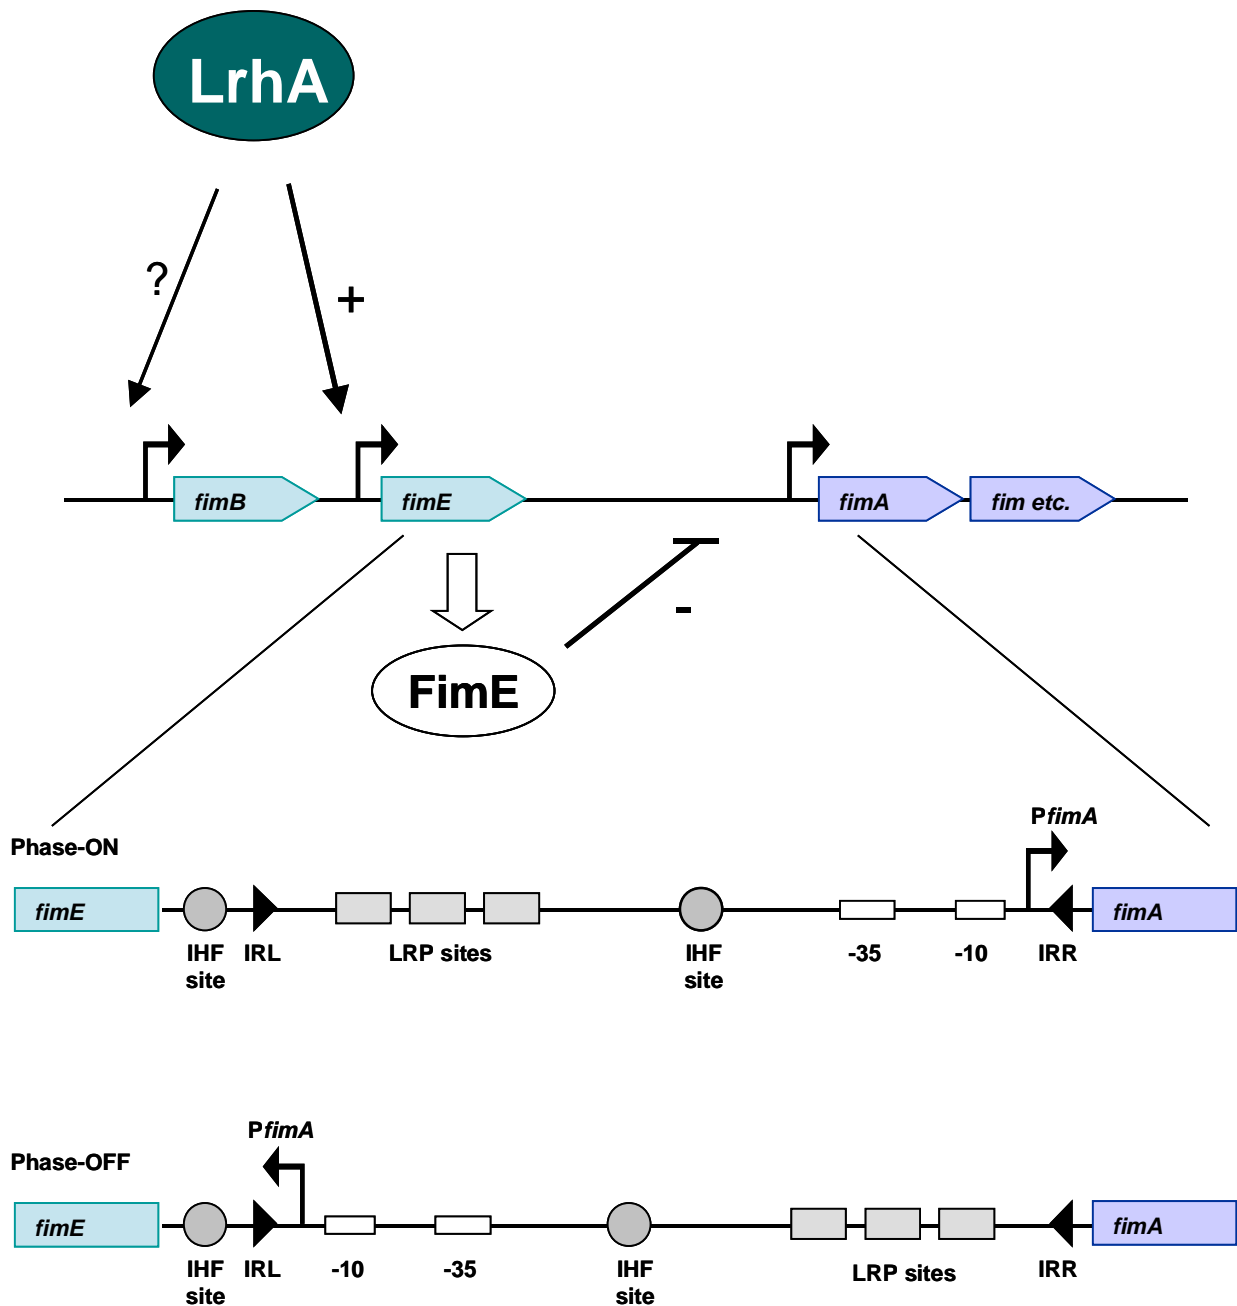 LrhA
?
+
fimB
fimE
fimA
fim etc.
-
FimE
PfimA
Phase-ON
fimE
fimA
IHF
site
IRL
LRP sites
IHF
site
-35
-10
IRR
PfimA
Phase-OFF
fimE
fimA
IHF
site
IRL
-10
-35
IHF
site
LRP sites
IRR